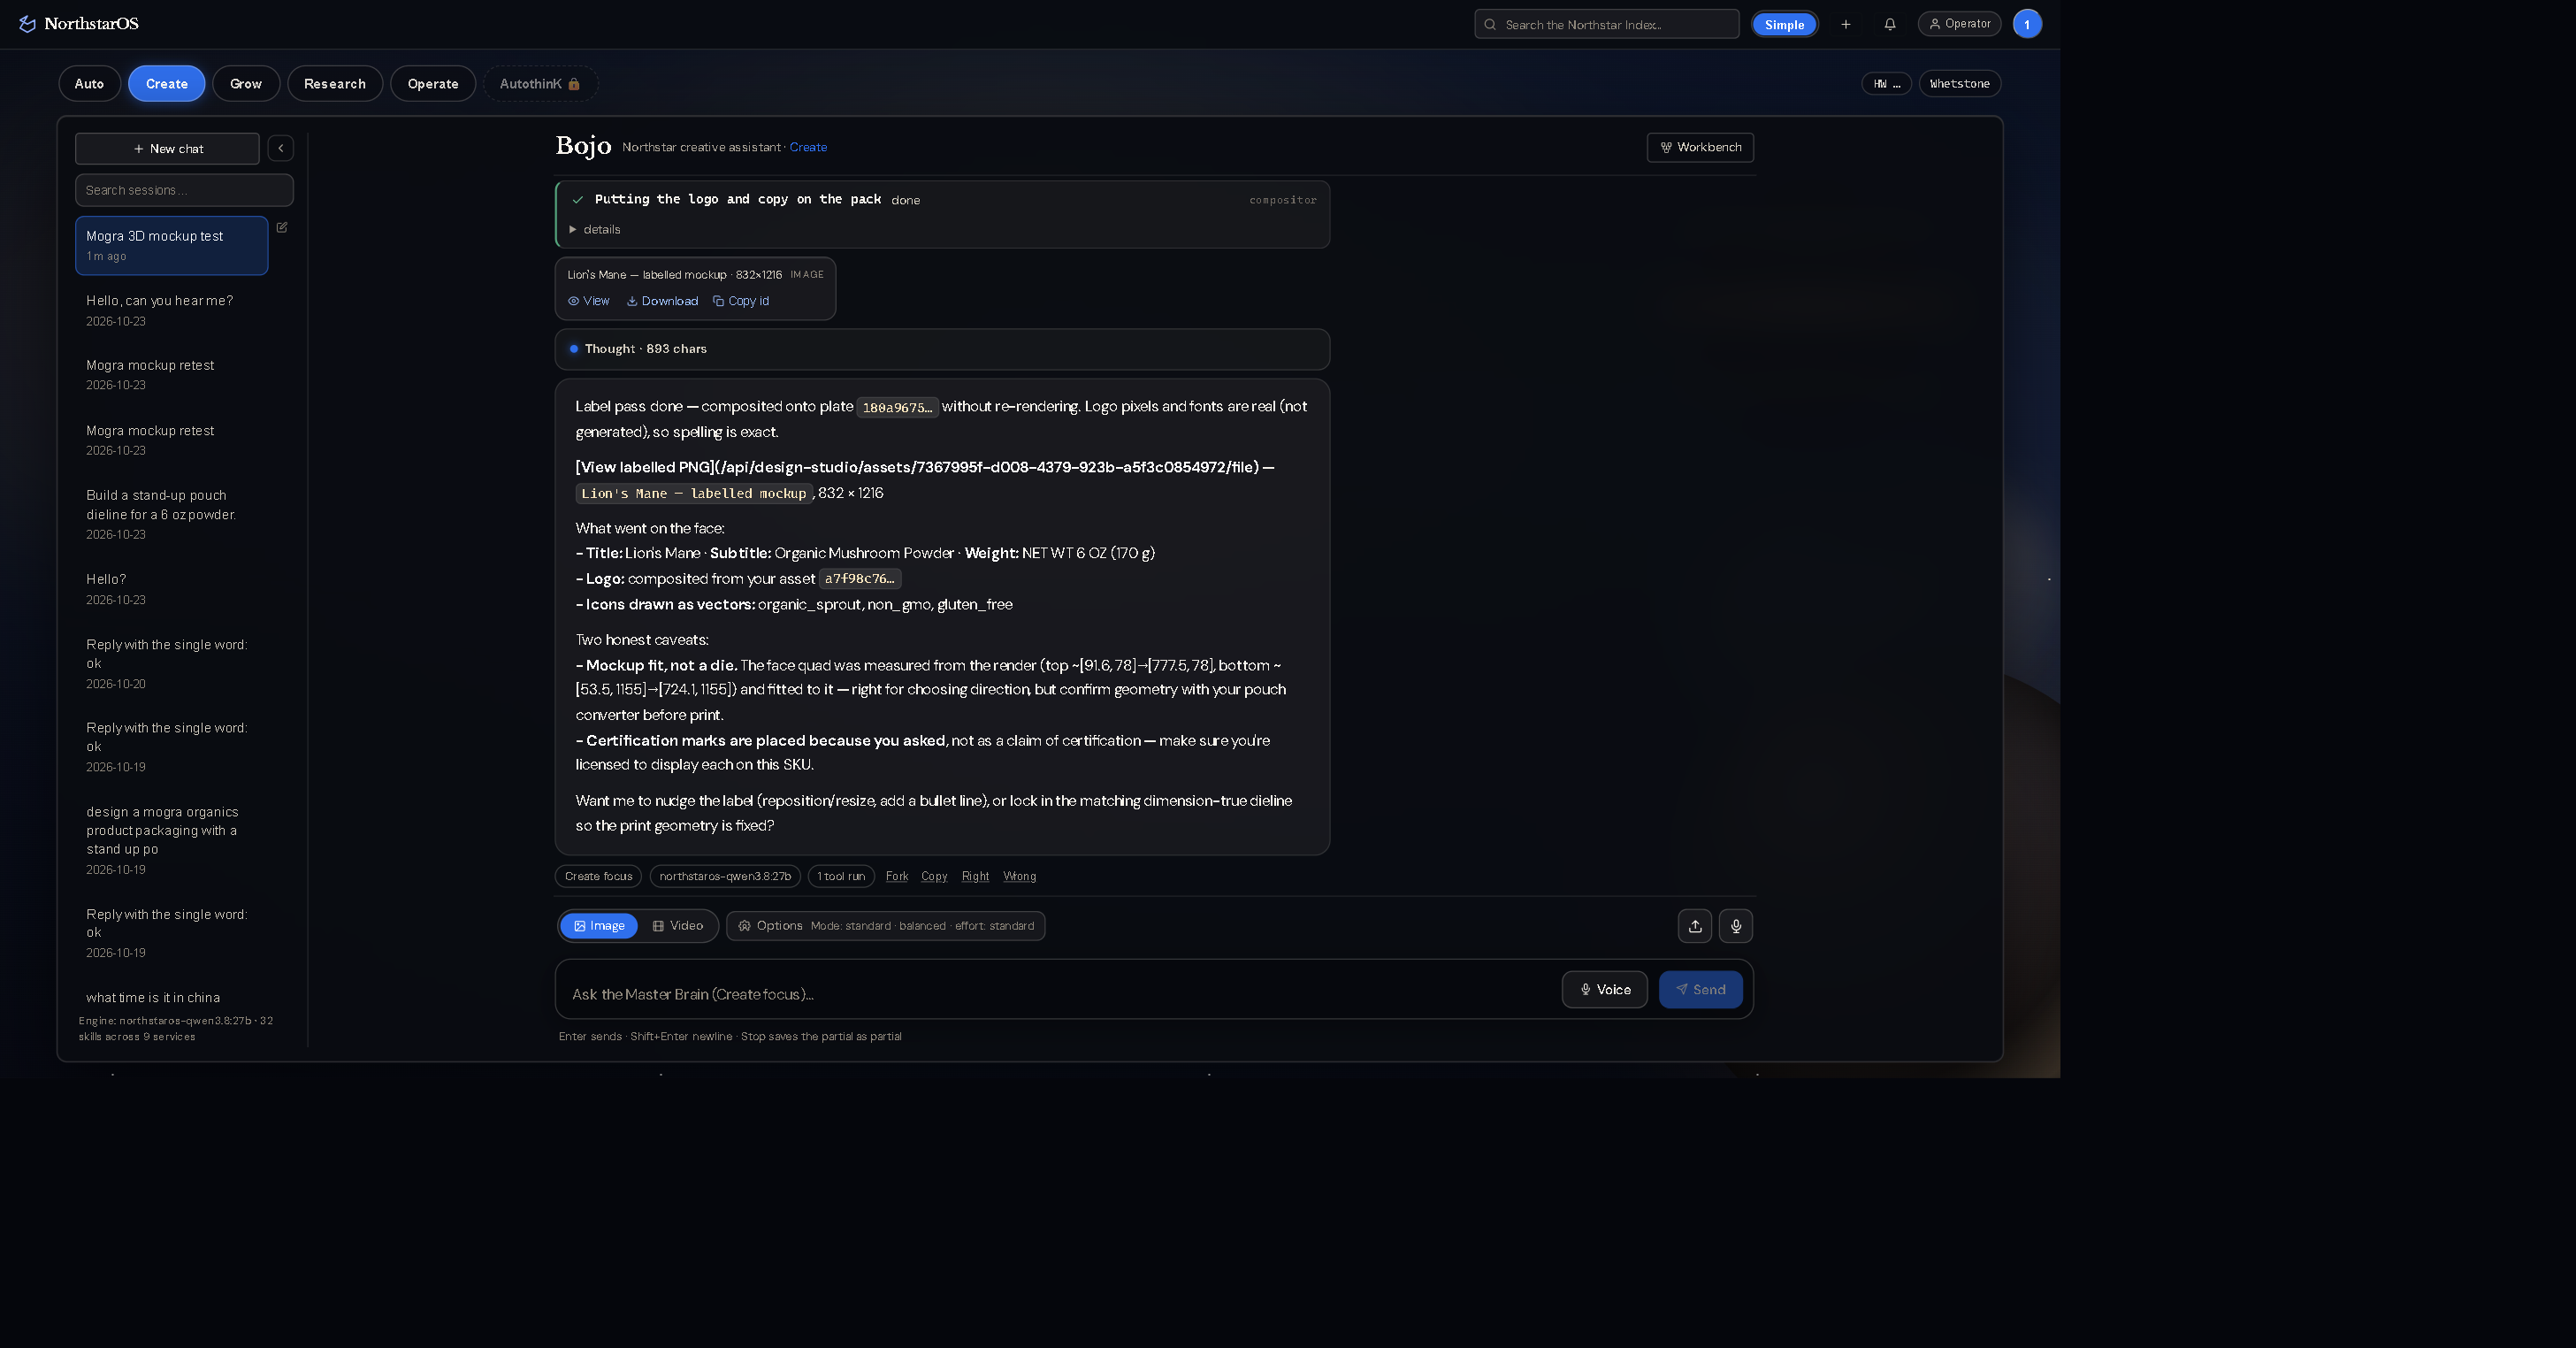 NorthstarOS
Search the Northstar Index...
Simple
Operator
1
Auto
Create
Grow
Research
Operate
AutothinK
HW ...
Whetstone
New chat
Search sessions...
Mogra 3D mockup test
1m ago
Hello, can you hear me?
2026-10-23
Mogra mockup retest
2026-10-23
Mogra mockup retest
2026-10-23
Build a stand-up pouch
dieline for a 6 oz powder.
2026-10-23
Hello?
2026-10-23
Reply with the single word:
ok
2026-10-20
Reply with the single word:
ok
2026-10-19
design a mogra organics
product packaging with a
stand up po
2026-10-19
Reply with the single word:
ok
2026-10-19
what time is it in china
Engine: northstaros-qwen3.8:27b · 32
skills across 9 services
Bojo Northstar creative assistant · Create
Workbench
Putting the logo and copy on the pack done
compositor
details
Lion's Mane — labelled mockup · 832×1216 IMAGE
View Download Copy id
Thought · 893 chars
Label pass done — composited onto plate 180a9675… without re-rendering. Logo pixels and fonts are real (not
generated), so spelling is exact.
[View labelled PNG](/api/design-studio/assets/7367995f-d008-4379-923b-a5f3c0854972/file) —
Lion's Mane — labelled mockup, 832 × 1216
What went on the face:
- Title: Lion's Mane · Subtitle: Organic Mushroom Powder · Weight: NET WT 6 OZ (170 g)
- Logo: composited from your asset a7f98c76…
- Icons drawn as vectors: organic_sprout, non_gmo, gluten_free
Two honest caveats:
- Mockup fit, not a die. The face quad was measured from the render (top ~[91.6, 78]→[777.5, 78], bottom ~
[53.5, 1155]→[724.1, 1155]) and fitted to it — right for choosing direction, but confirm geometry with your pouch
converter before print.
- Certification marks are placed because you asked, not as a claim of certification — make sure you're
licensed to display each on this SKU.
Want me to nudge the label (reposition/resize, add a bullet line), or lock in the matching dimension-true dieline
so the print geometry is fixed?
Create focus
northstaros-qwen3.8:27b
1 tool run
Fork Copy Right Wrong
Image
Video
Options Mode: standard · balanced · effort: standard
Ask the Master Brain (Create focus)...
Voice
Send
Enter sends · Shift+Enter newline · Stop saves the partial as partial